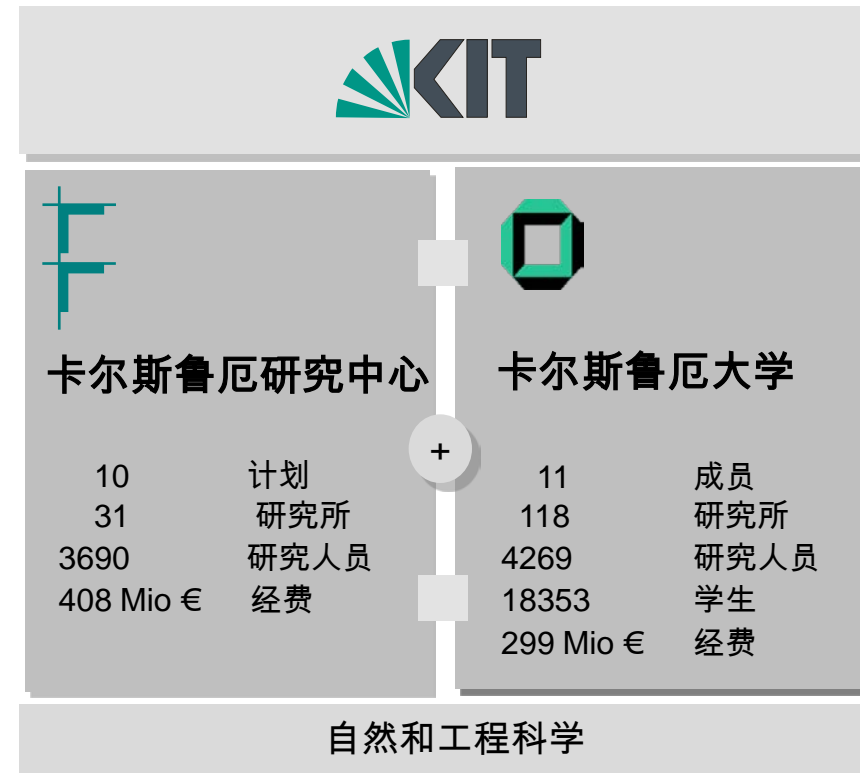 KIT
卡尔斯鲁厄研究中心
10 计划
31 研究所
3690 研究人员
408 Mio € 经费
+
卡尔斯鲁厄大学
11 成员
118 研究所
4269 研究人员
18353 学生
299 Mio € 经费
自然和工程科学